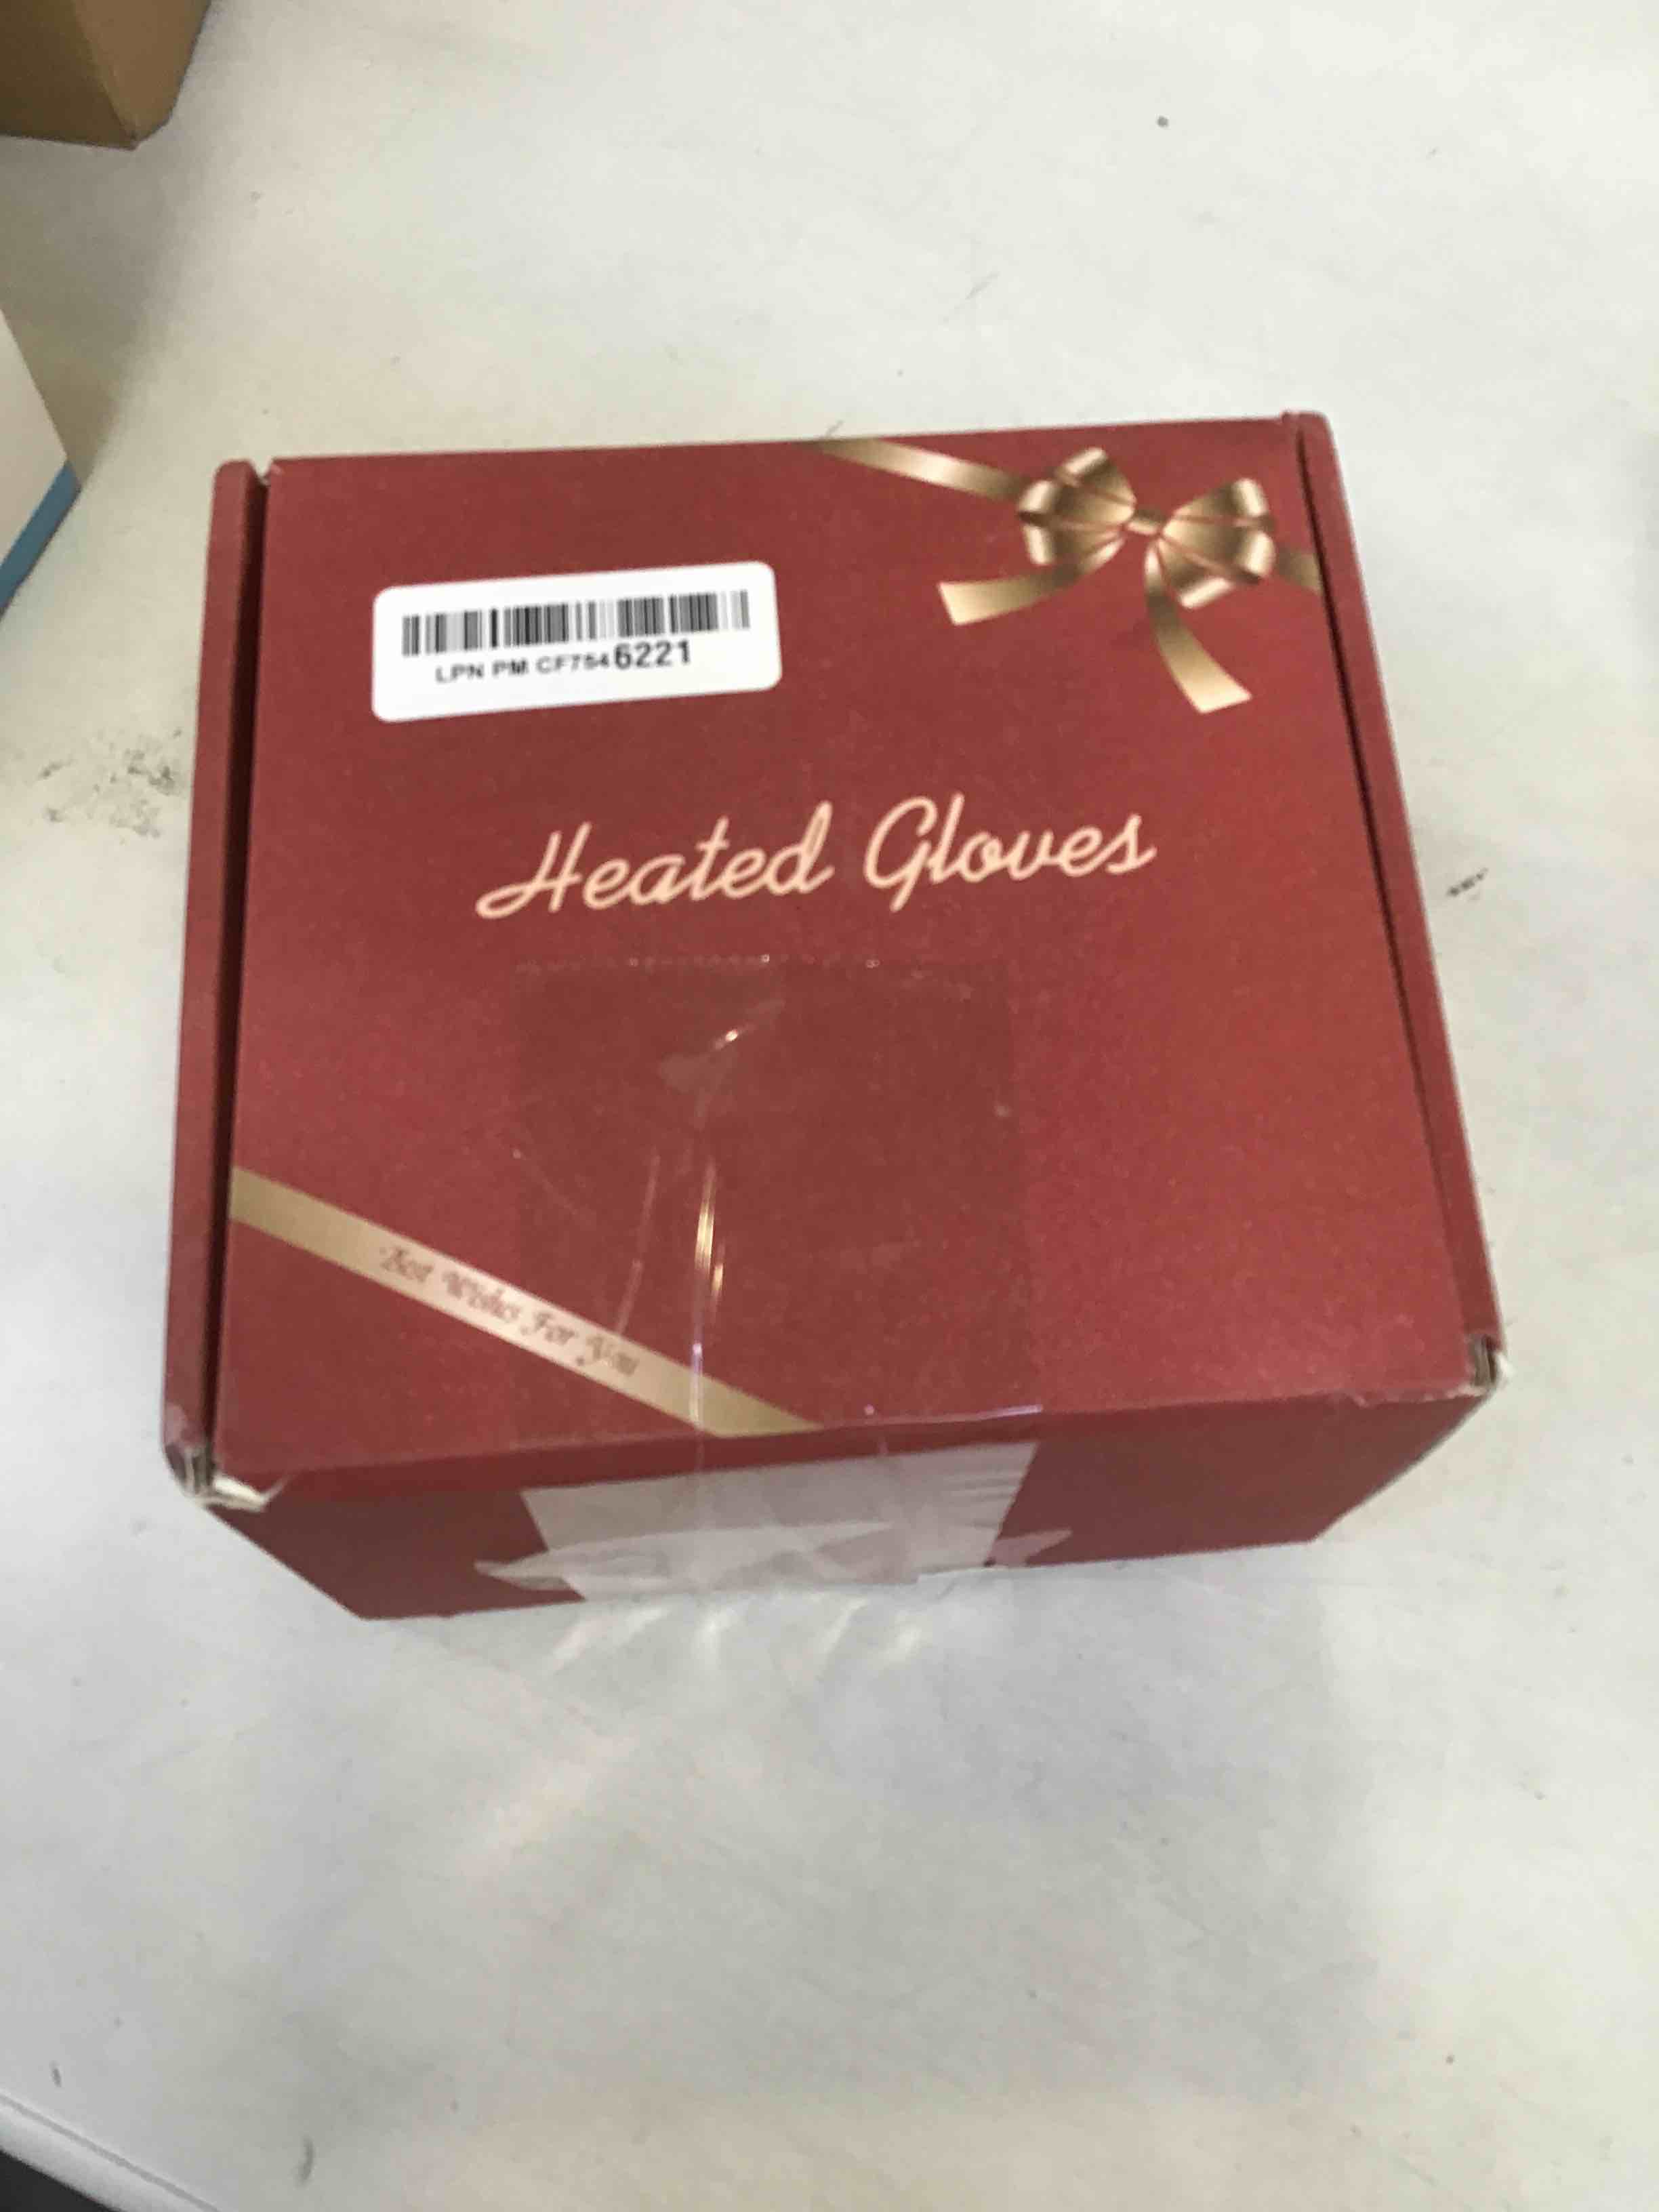 LPN PM CF7546221
Heated Gloves
Best Wishes For You